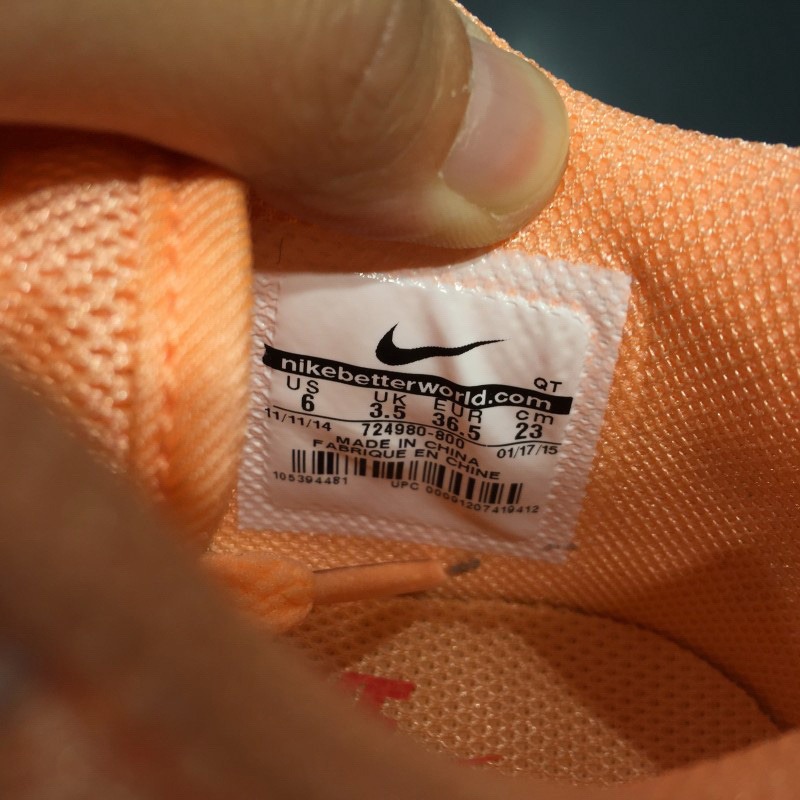 nikebetterworld.com
QT
US UK EUR cm
6 3.5 36.5 23
11/11/14 724980-800 01/17/15
MADE IN CHINA
FABRIQUE EN CHINE
105394481 UPC 00091207419412